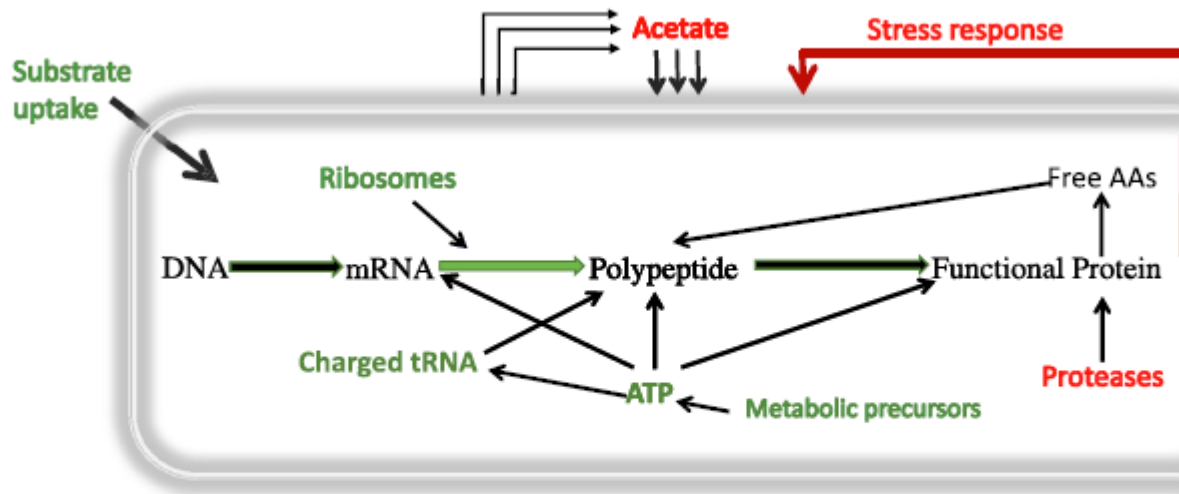 Acetate
Stress response
Substrate
uptake
Ribosomes
Free AAs
DNA
mRNA
Polypeptide
Functional Protein
Charged tRNA
ATP
Metabolic precursors
Proteases